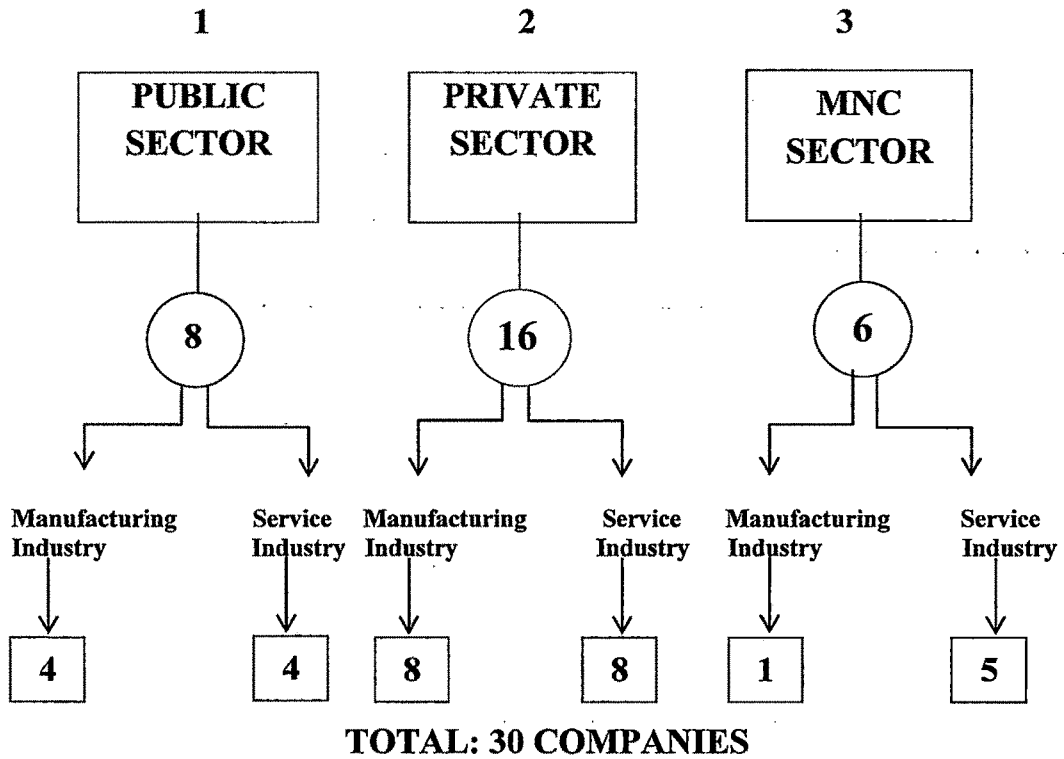 1 2 3
PUBLIC
SECTOR
PRIVATE
SECTOR
MNC
SECTOR
8 16 6
Manufacturing
Industry
Service
Industry
Manufacturing
Industry
Service
Industry
Manufacturing
Industry
Service
Industry
4 4 8 8 1 5
TOTAL: 30 COMPANIES